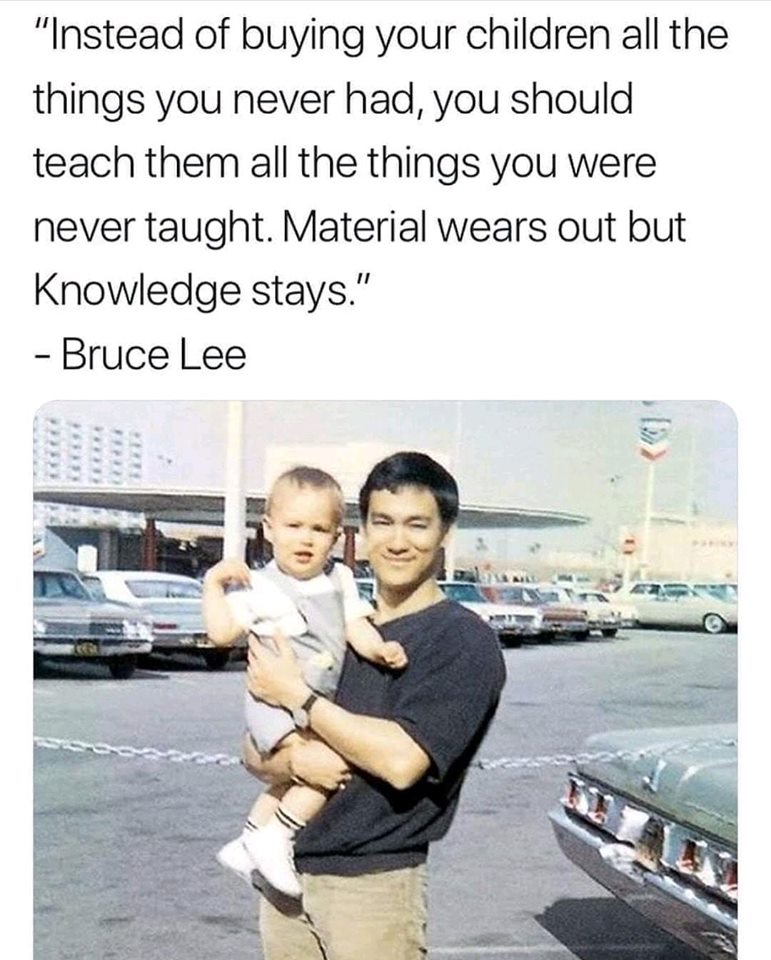 “Instead of buying your children all the
things you never had, you should
teach them all the things you were
never taught. Material wears out but
Knowledge stays.”
- Bruce Lee